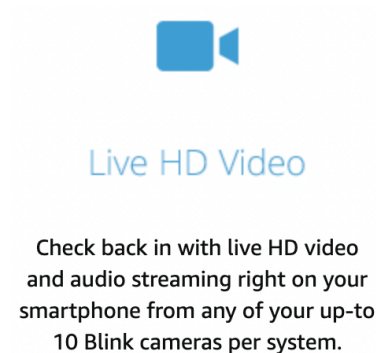 Live HD Video
Check back in with live HD video
and audio streaming right on your
smartphone from any of your up-to
10 Blink cameras per system.